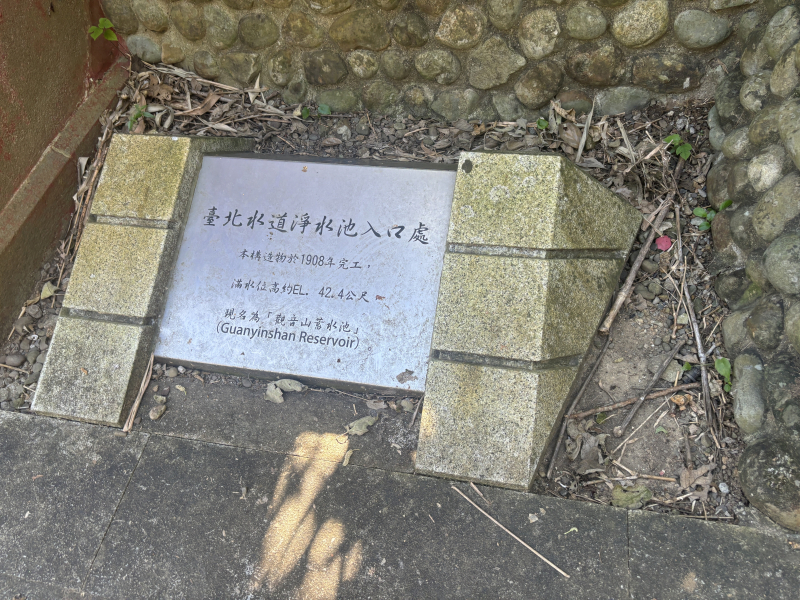 臺北水道淨水池入口處
本構造物於1908年完工，
滿水位高約EL. 42.4公尺
現名為「觀音山蓄水池」
(Guanyinshan Reservoir)